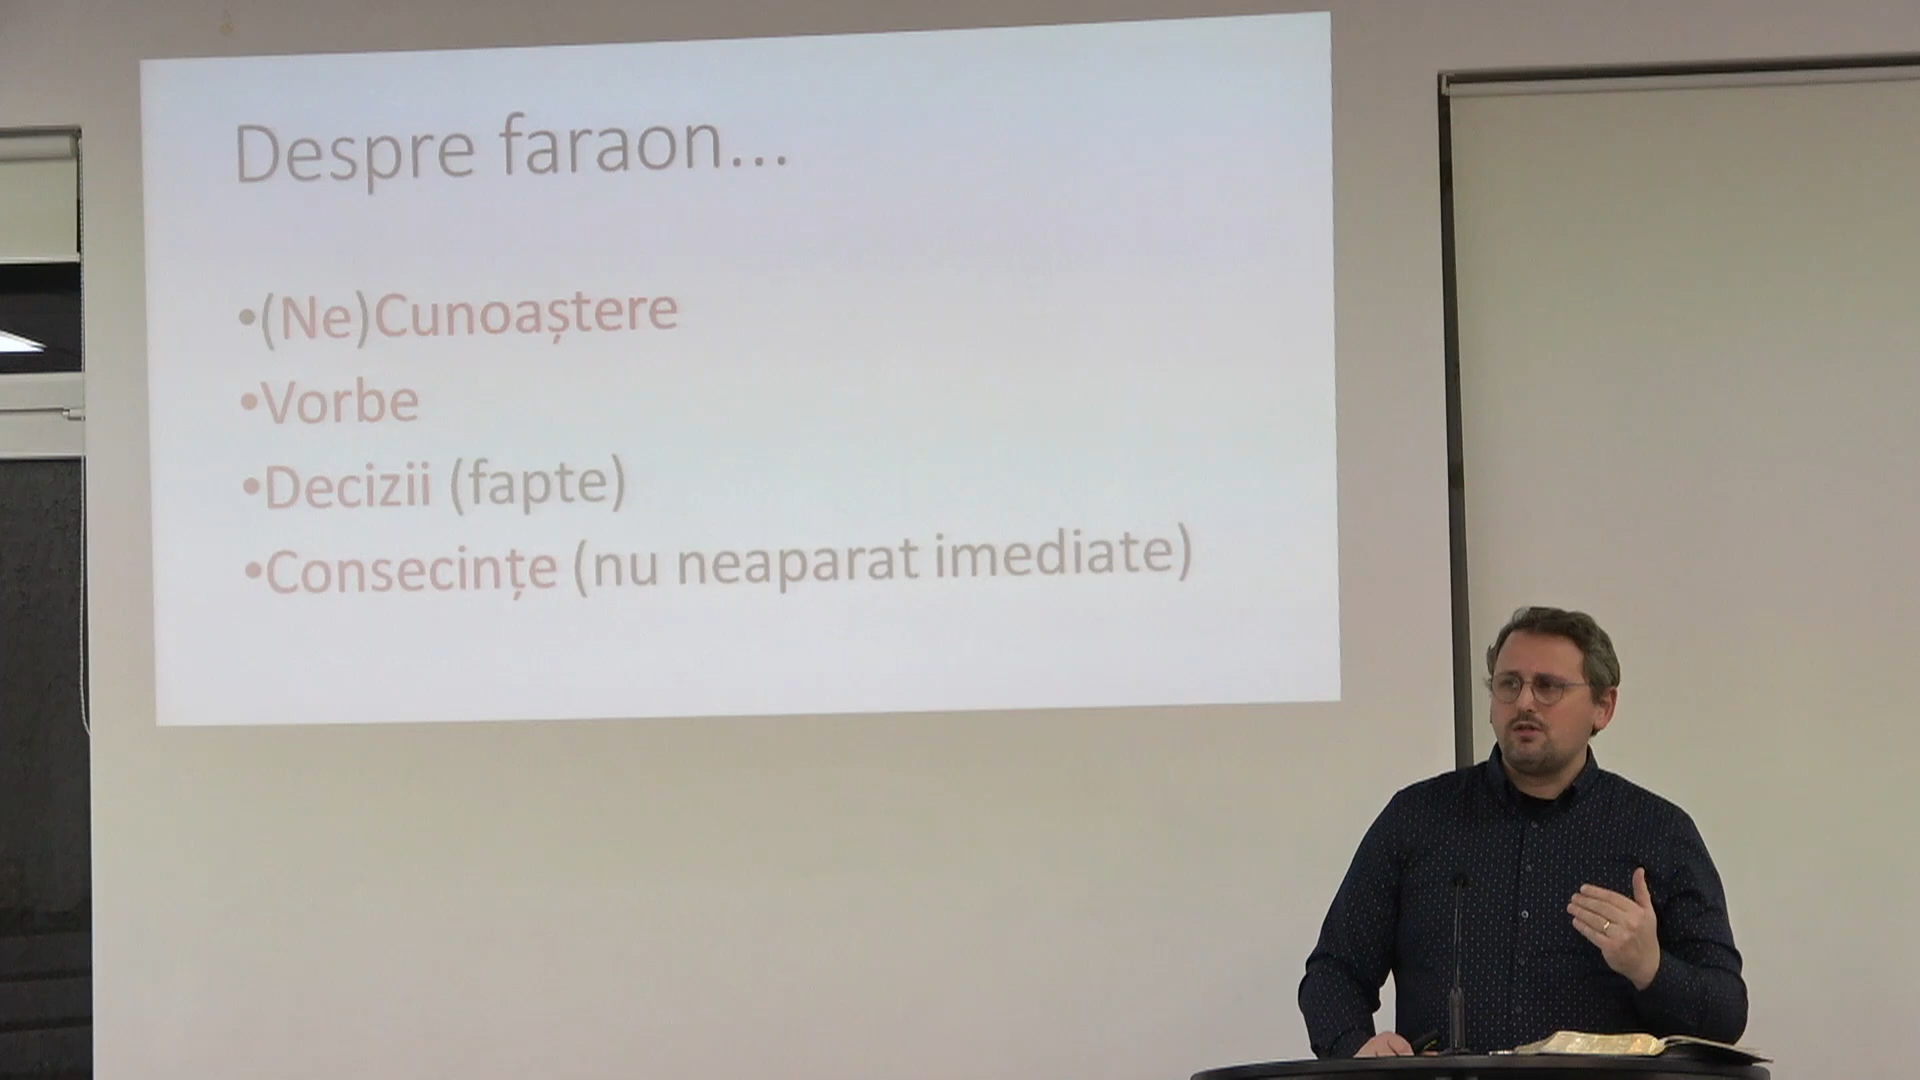 Despre faraon...
•(Ne)Cunoaștere
•Vorbe
•Decizii (fapte)
•Consecințe (nu neaparat imediate)